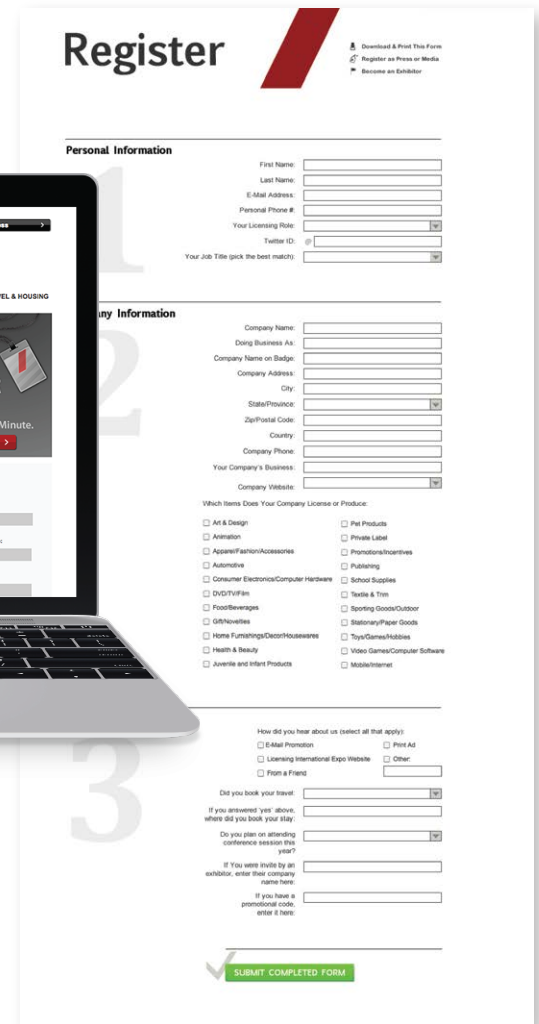 Register
Download & Print This Form
Register as Press or Media
Become an Exhibitor
Personal Information
1
First Name:
Last Name:
E-Mail Address:
Personal Phone #:
Your Licensing Role:
Twitter ID: @
Your Job Title (pick the best match):
VEL & HOUSING
any Information
2
Minute.
Company Name:
Doing Business As:
Company Name on Badge:
Company Address:
City:
State/Province:
Zip/Postal Code:
Country:
Company Phone:
Your Company's Business:
Company Website:
Which Items Does Your Company License or Produce:
Art & Design
Animation
Apparel/Fashion/Accessories
Automotive
Consumer Electronics/Computer Hardware
DVD/TV/Film
Food/Beverages
Gift/Novelties
Home Furnishings/Decor/Housewares
Health & Beauty
Juvenile and Infant Products
Pet Products
Private Label
Promotions/Incentives
Publishing
School Supplies
Textile & Trim
Sporting Goods/Outdoor
Stationary/Paper Goods
Toys/Games/Hobbies
Video Games/Computer Software
Mobile/Internet
3
How did you hear about us (select all that apply):
E-Mail Promotion
Print Ad
Licensing International Expo Website
Other:
From a Friend
Did you book your travel:
If you answered 'yes' above,
where did you book your stay:
Do you plan on attending
conference session this
year?
If You were invite by an
exhibitor, enter their company
name here:
If you have a
promotional code,
enter it here:
SUBMIT COMPLETED FORM